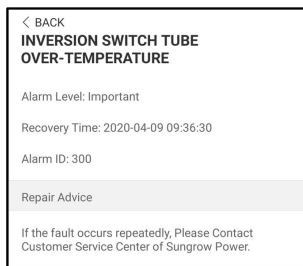 < BACK
INVERSION SWITCH TUBE
OVER-TEMPERATURE
Alarm Level: Important
Recovery Time: 2020-04-09 09:36:30
Alarm ID: 300
Repair Advice
If the fault occurs repeatedly, Please Contact
Customer Service Center of Sungrow Power.